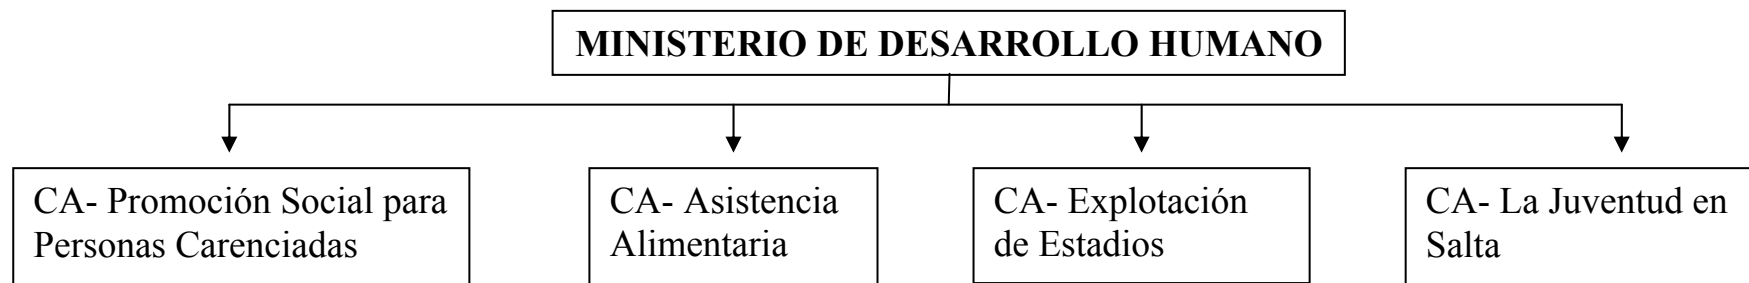 MINISTERIO DE DESARROLLO HUMANO
CA- Promoción Social para
Personas Carenciadas
CA- Asistencia
Alimentaria
CA- Explotación
de Estadios
CA- La Juventud en
Salta